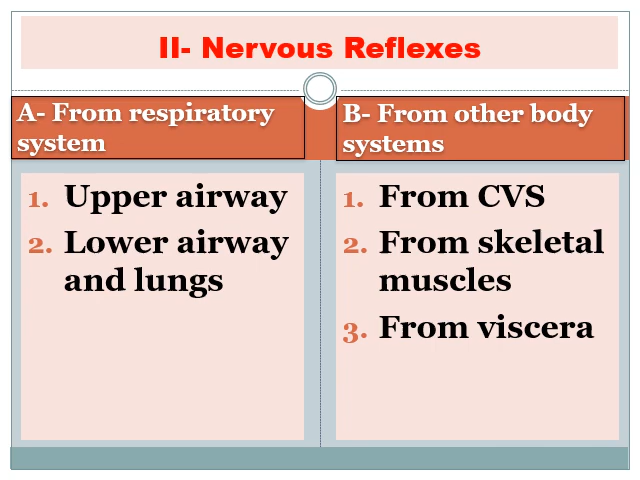 II- Nervous Reflexes
A- From respiratory
system
1. Upper airway
2. Lower airway
and lungs
B- From other body
systems
1. From CVS
2. From skeletal
muscles
3. From viscera